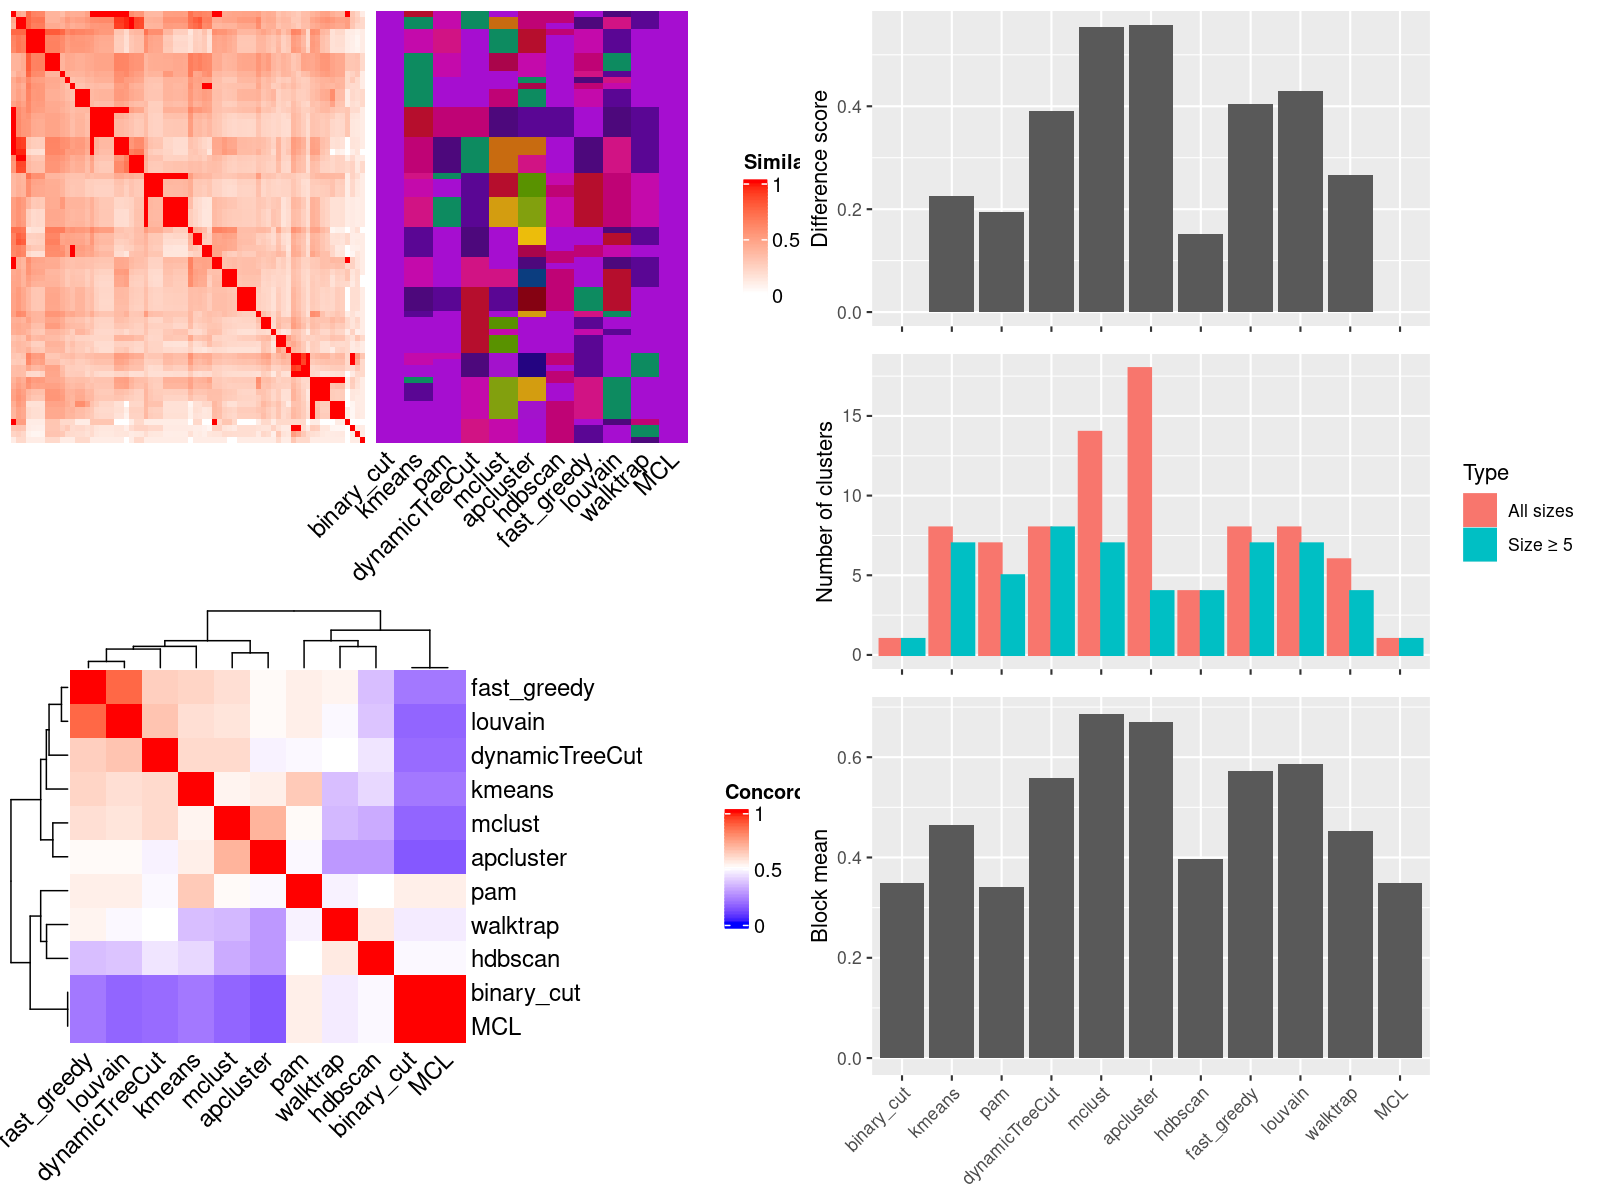 Simila
1
0.5
0
binary_cut
kmeans
pam
dynamicTreeCut
mclust
apcluster
hdbscan
fast_greedy
louvain
walktrap
MCL
fast_greedy
louvain
dynamicTreeCut
kmeans
mclust
apcluster
pam
walktrap
hdbscan
binary_cut
MCL
Concord
1
0.5
0
fast_greedy
louvain
dynamicTreeCut
kmeans
mclust
apcluster
pam
walktrap
hdbscan
binary_cut
MCL
Difference score
0.4
0.2
0.0
Number of clusters
15
10
5
0
Type
All sizes
Size ≥ 5
Block mean
0.6
0.4
0.2
0.0
binary_cut
kmeans
pam
dynamicTreeCut
mclust
apcluster
hdbscan
fast_greedy
louvain
walktrap
MCL